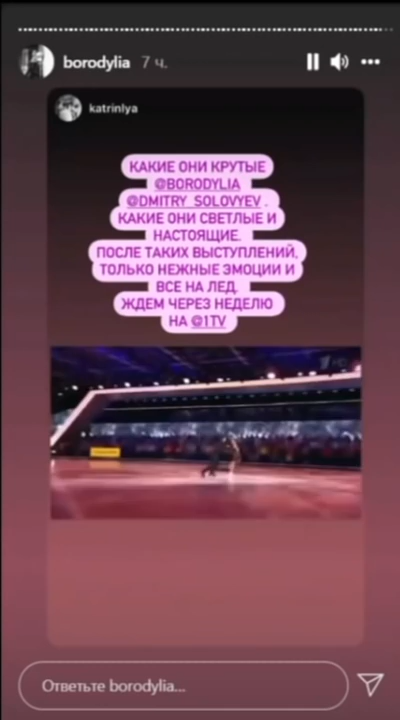 borodylia 7 ч.
katrinlya
КАКИЕ ОНИ КРУТЫЕ
@BORODYLIA
@DMITRY_SOLOVYEV .
КАКИЕ ОНИ СВЕТЛЫЕ И
НАСТОЯЩИЕ.
ПОСЛЕ ТАКИХ ВЫСТУПЛЕНИЙ,
ТОЛЬКО НЕЖНЫЕ ЭМОЦИИ И
ВСЕ НА ЛЕД.
ЖДЕМ ЧЕРЕЗ НЕДЕЛЮ
НА @1TV
Ответьте borodylia...